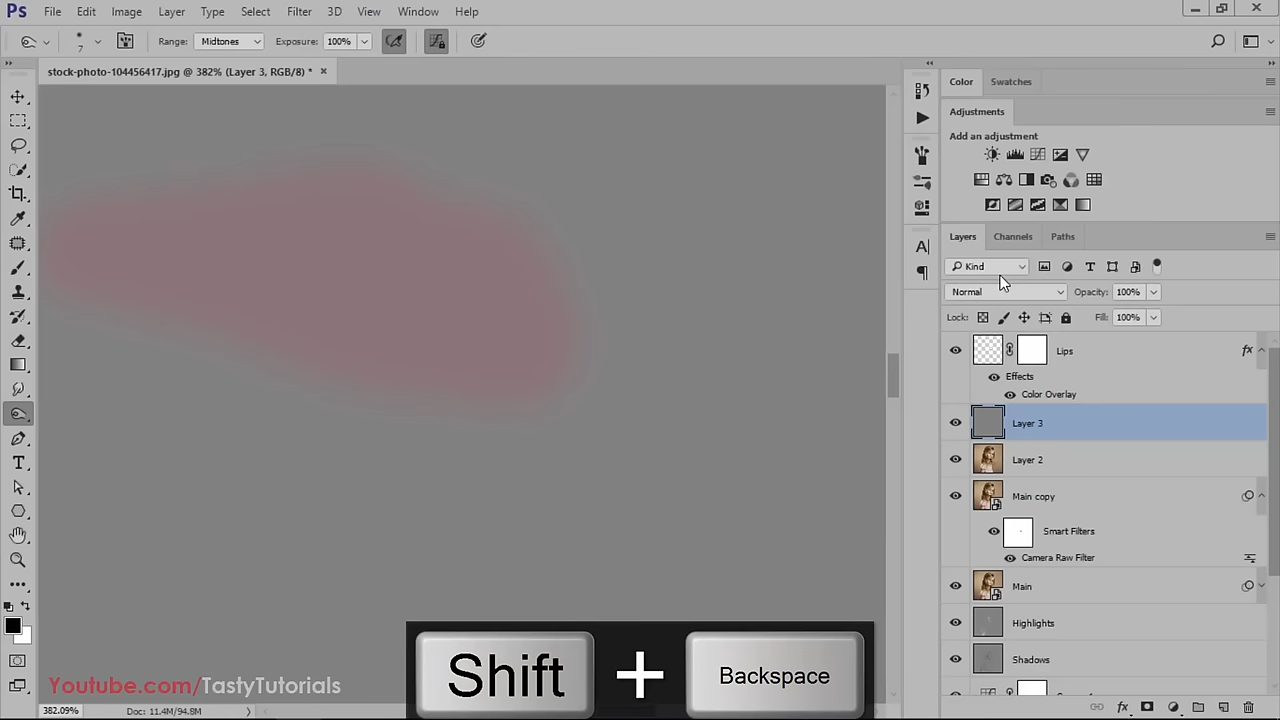 Ps File Edit Image Layer Type Select Filter 3D View Window Help
7 Range: Midtones Exposure: 100%
stock-photo-104456417.jpg @ 382% (Layer 3, RGB/8) *
Color Swatches
Adjustments
Add an adjustment
Layers Channels Paths
Kind
Normal Opacity: 100%
Lock: Fill: 100%
Lips fx
Effects
Color Overlay
Layer 3
Layer 2
Main copy
Smart Filters
Camera Raw Filter
Main
Highlights
Shadows
Shift + Backspace
Youtube.com/TastyTutorials
382.09% Doc: 11.4M/94.8M
fx